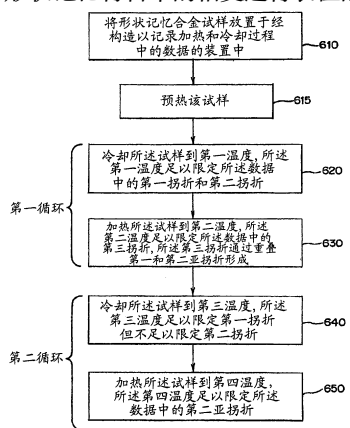 将形状记忆合金试样放置于经
构造以记录加热和冷却过程
中的数据的装置中
610
预热该试样
615
第一循环
冷却所述试样到第一温度,所述
第一温度足以限定所述数据
中的第一拐折和第二拐折
620
加热所述试样到第二温度,所述
第二温度足以限定所述数据中的
第三拐折,所述第三拐折通过重叠
第一和第二亚拐折形成
630
第二循环
冷却所述试样到第三温度,所述
第三温度足以限定第一拐折
但不足以限定第二拐折
640
加热所述试样到第四温度,
所述第四温度足以限定所述
数据中的第二亚拐折
650